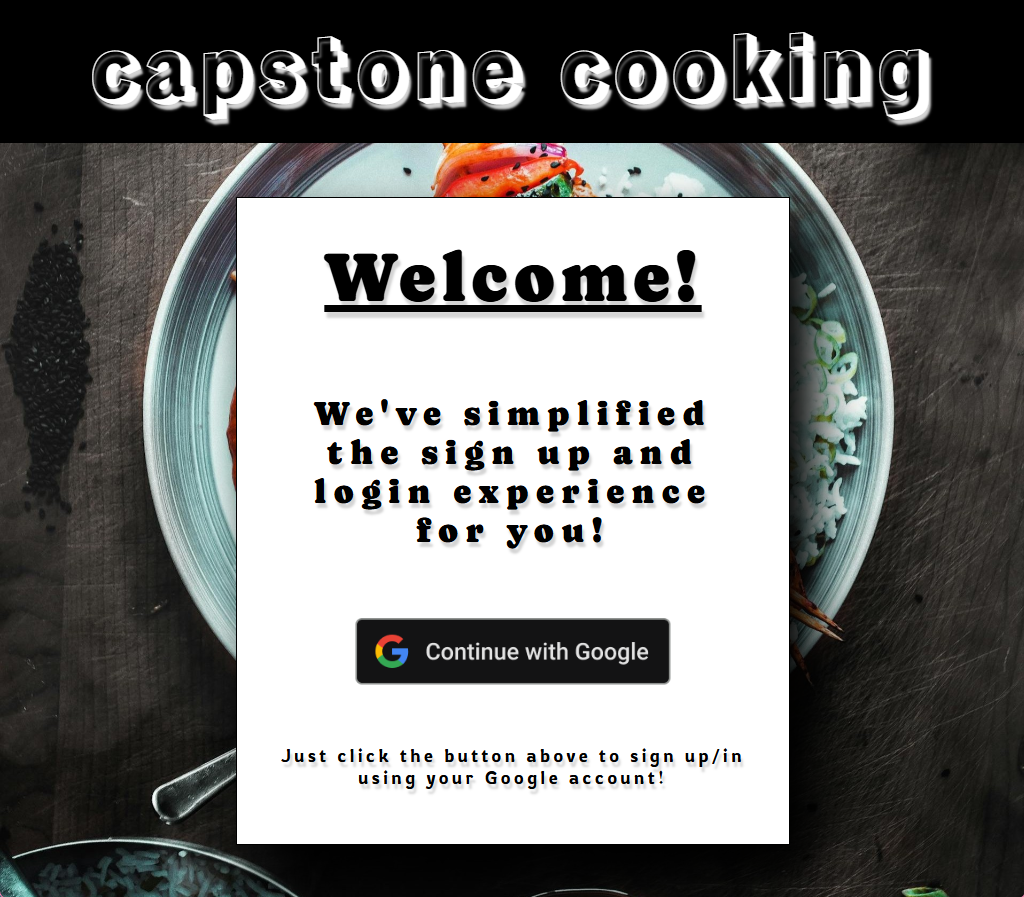 capstone cooking
Welcome!
We've simplified
the sign up and
login experience
for you!
Continue with Google
Just click the button above to sign up/in
using your Google account!